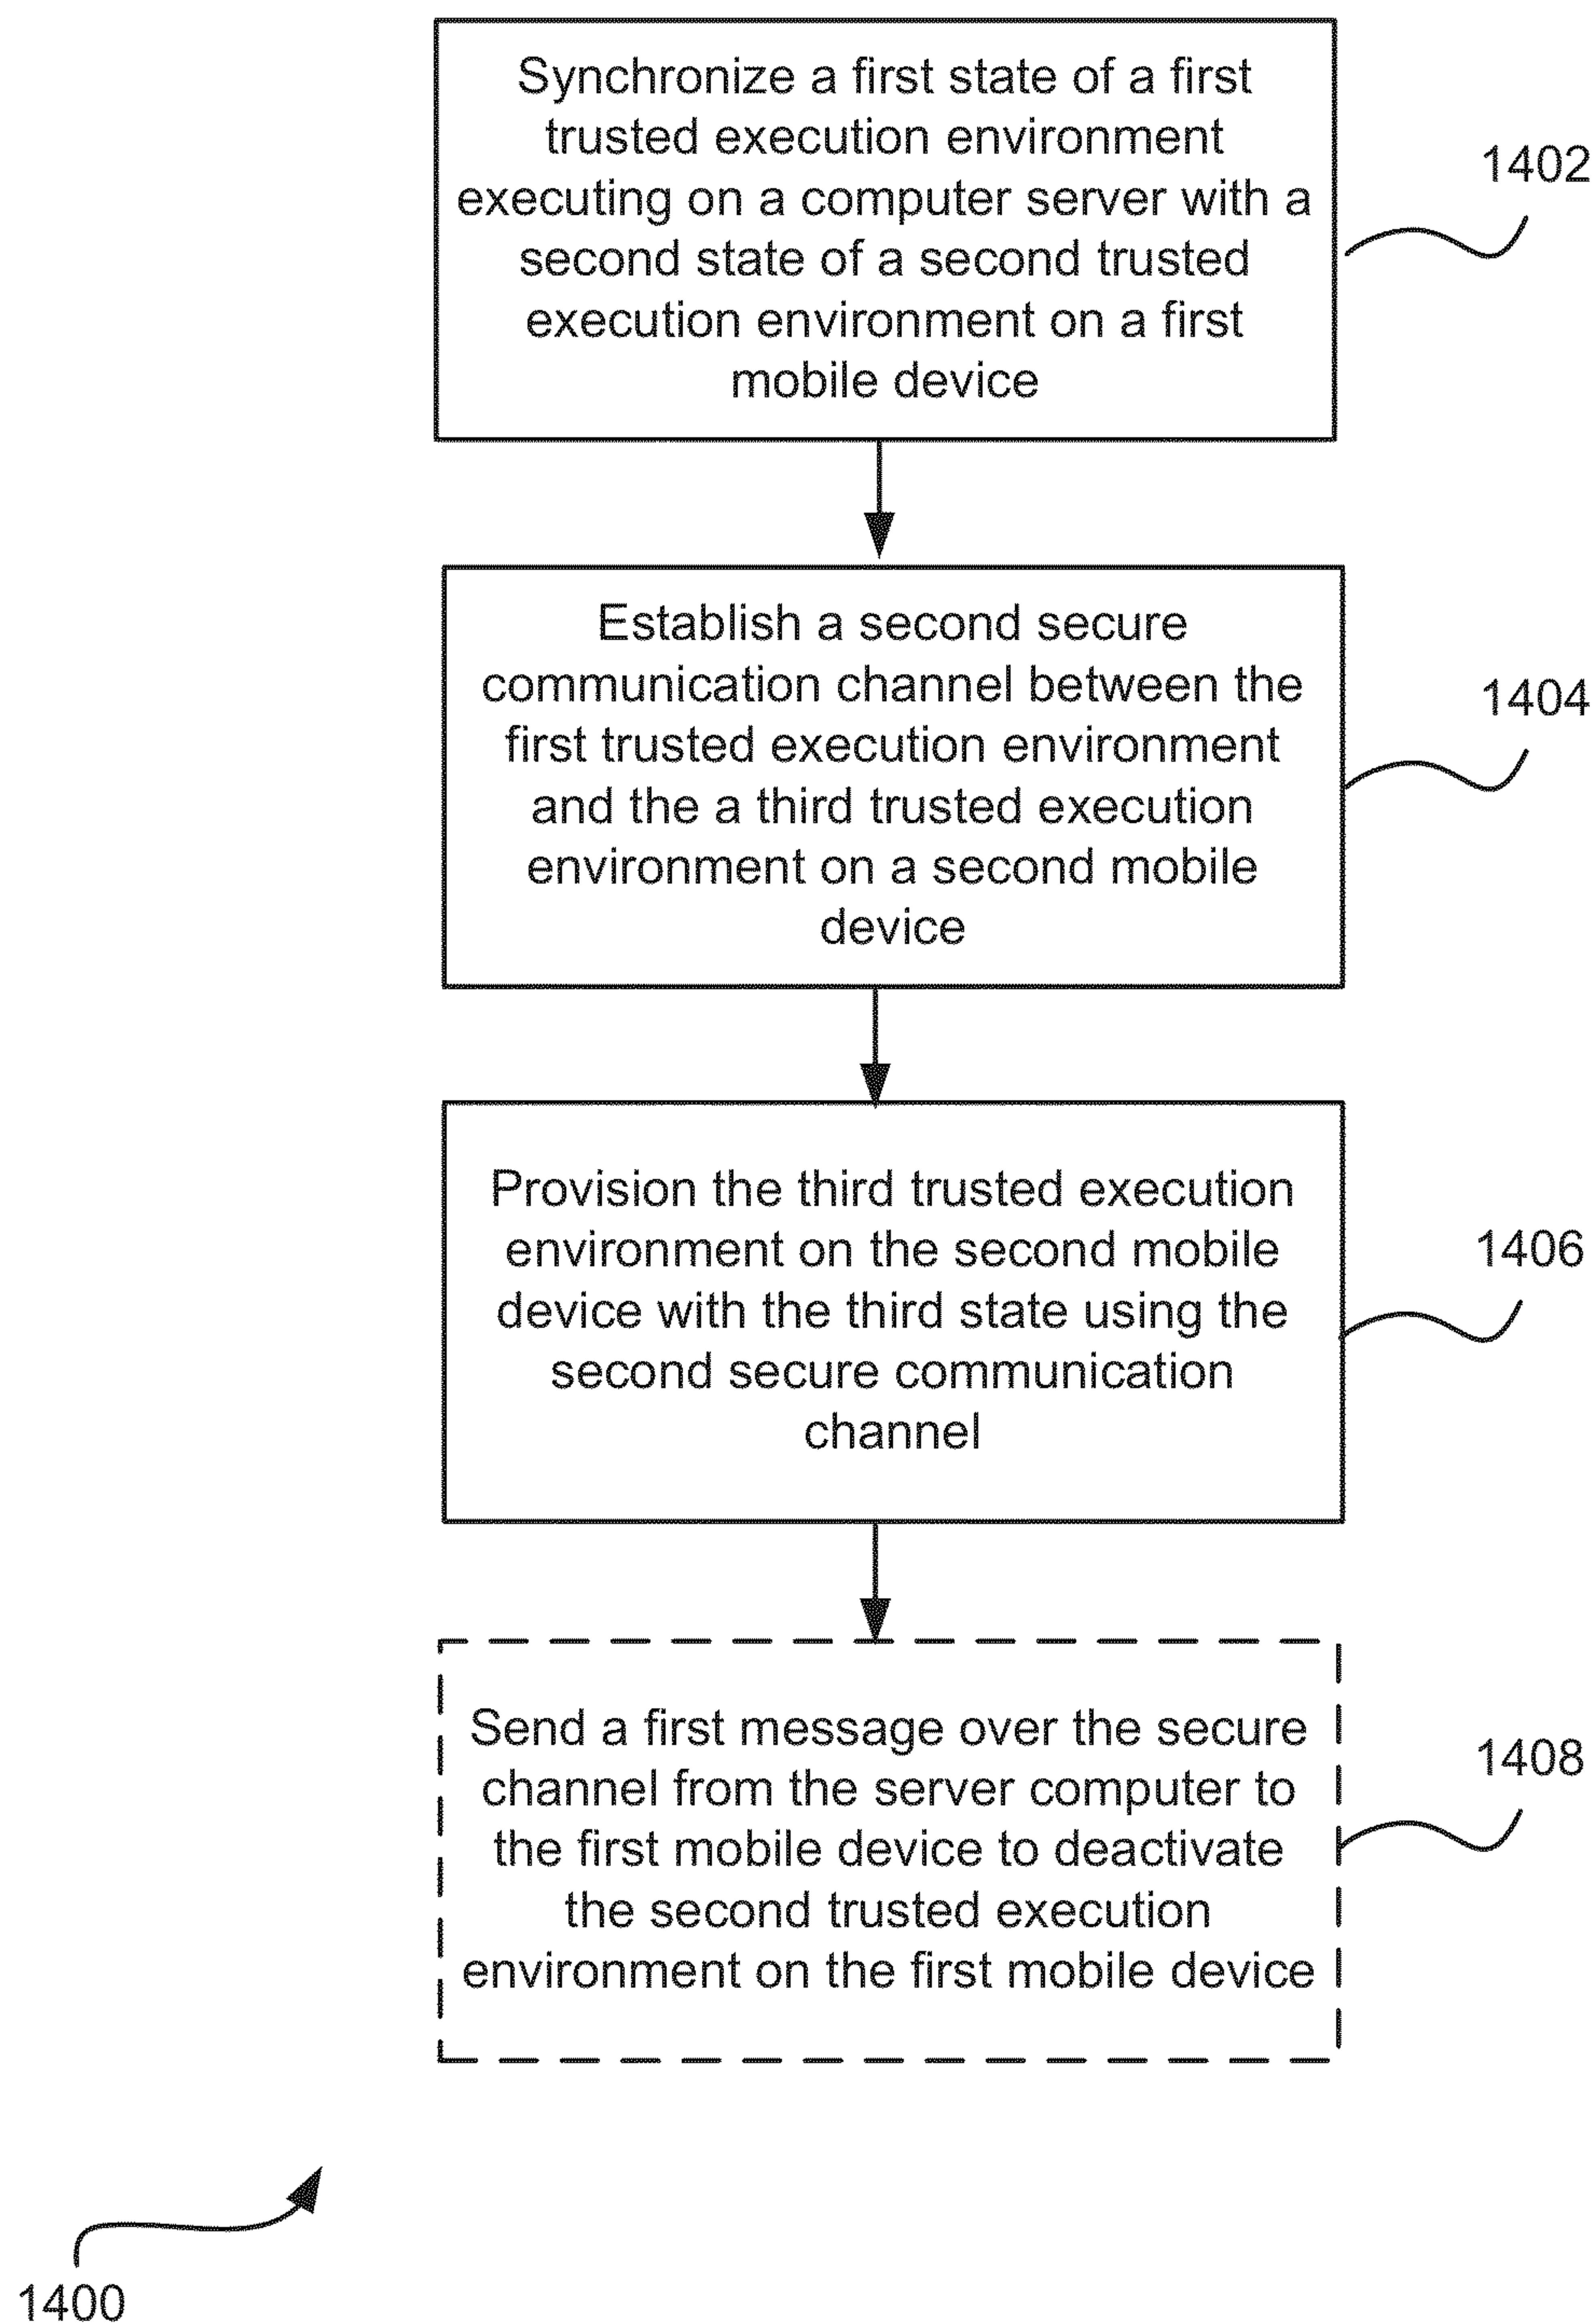 Synchronize a first state of a first
trusted execution environment
executing on a computer server with a
second state of a second trusted
execution environment on a first
mobile device
1402
Establish a second secure
communication channel between the
first trusted execution environment
and the a third trusted execution
environment on a second mobile
device
1404
Provision the third trusted execution
environment on the second mobile
device with the third state using the
second secure communication
channel
1406
Send a first message over the secure
channel from the server computer to
the first mobile device to deactivate
the second trusted execution
environment on the first mobile device
1408
1400